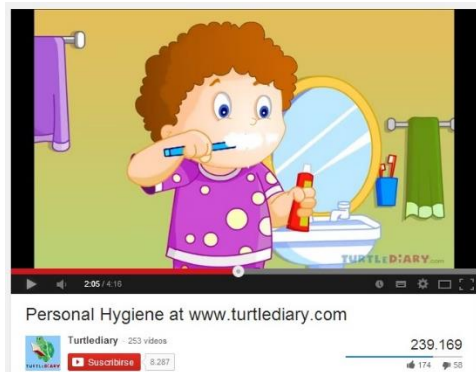 TURTLEDIARY.com
2:05 / 4:16
Personal Hygiene at www.turtlediary.com
Turtlediary · 253 videos
Suscribirse 8.287
239.169
174 58
TURTLEDIARY